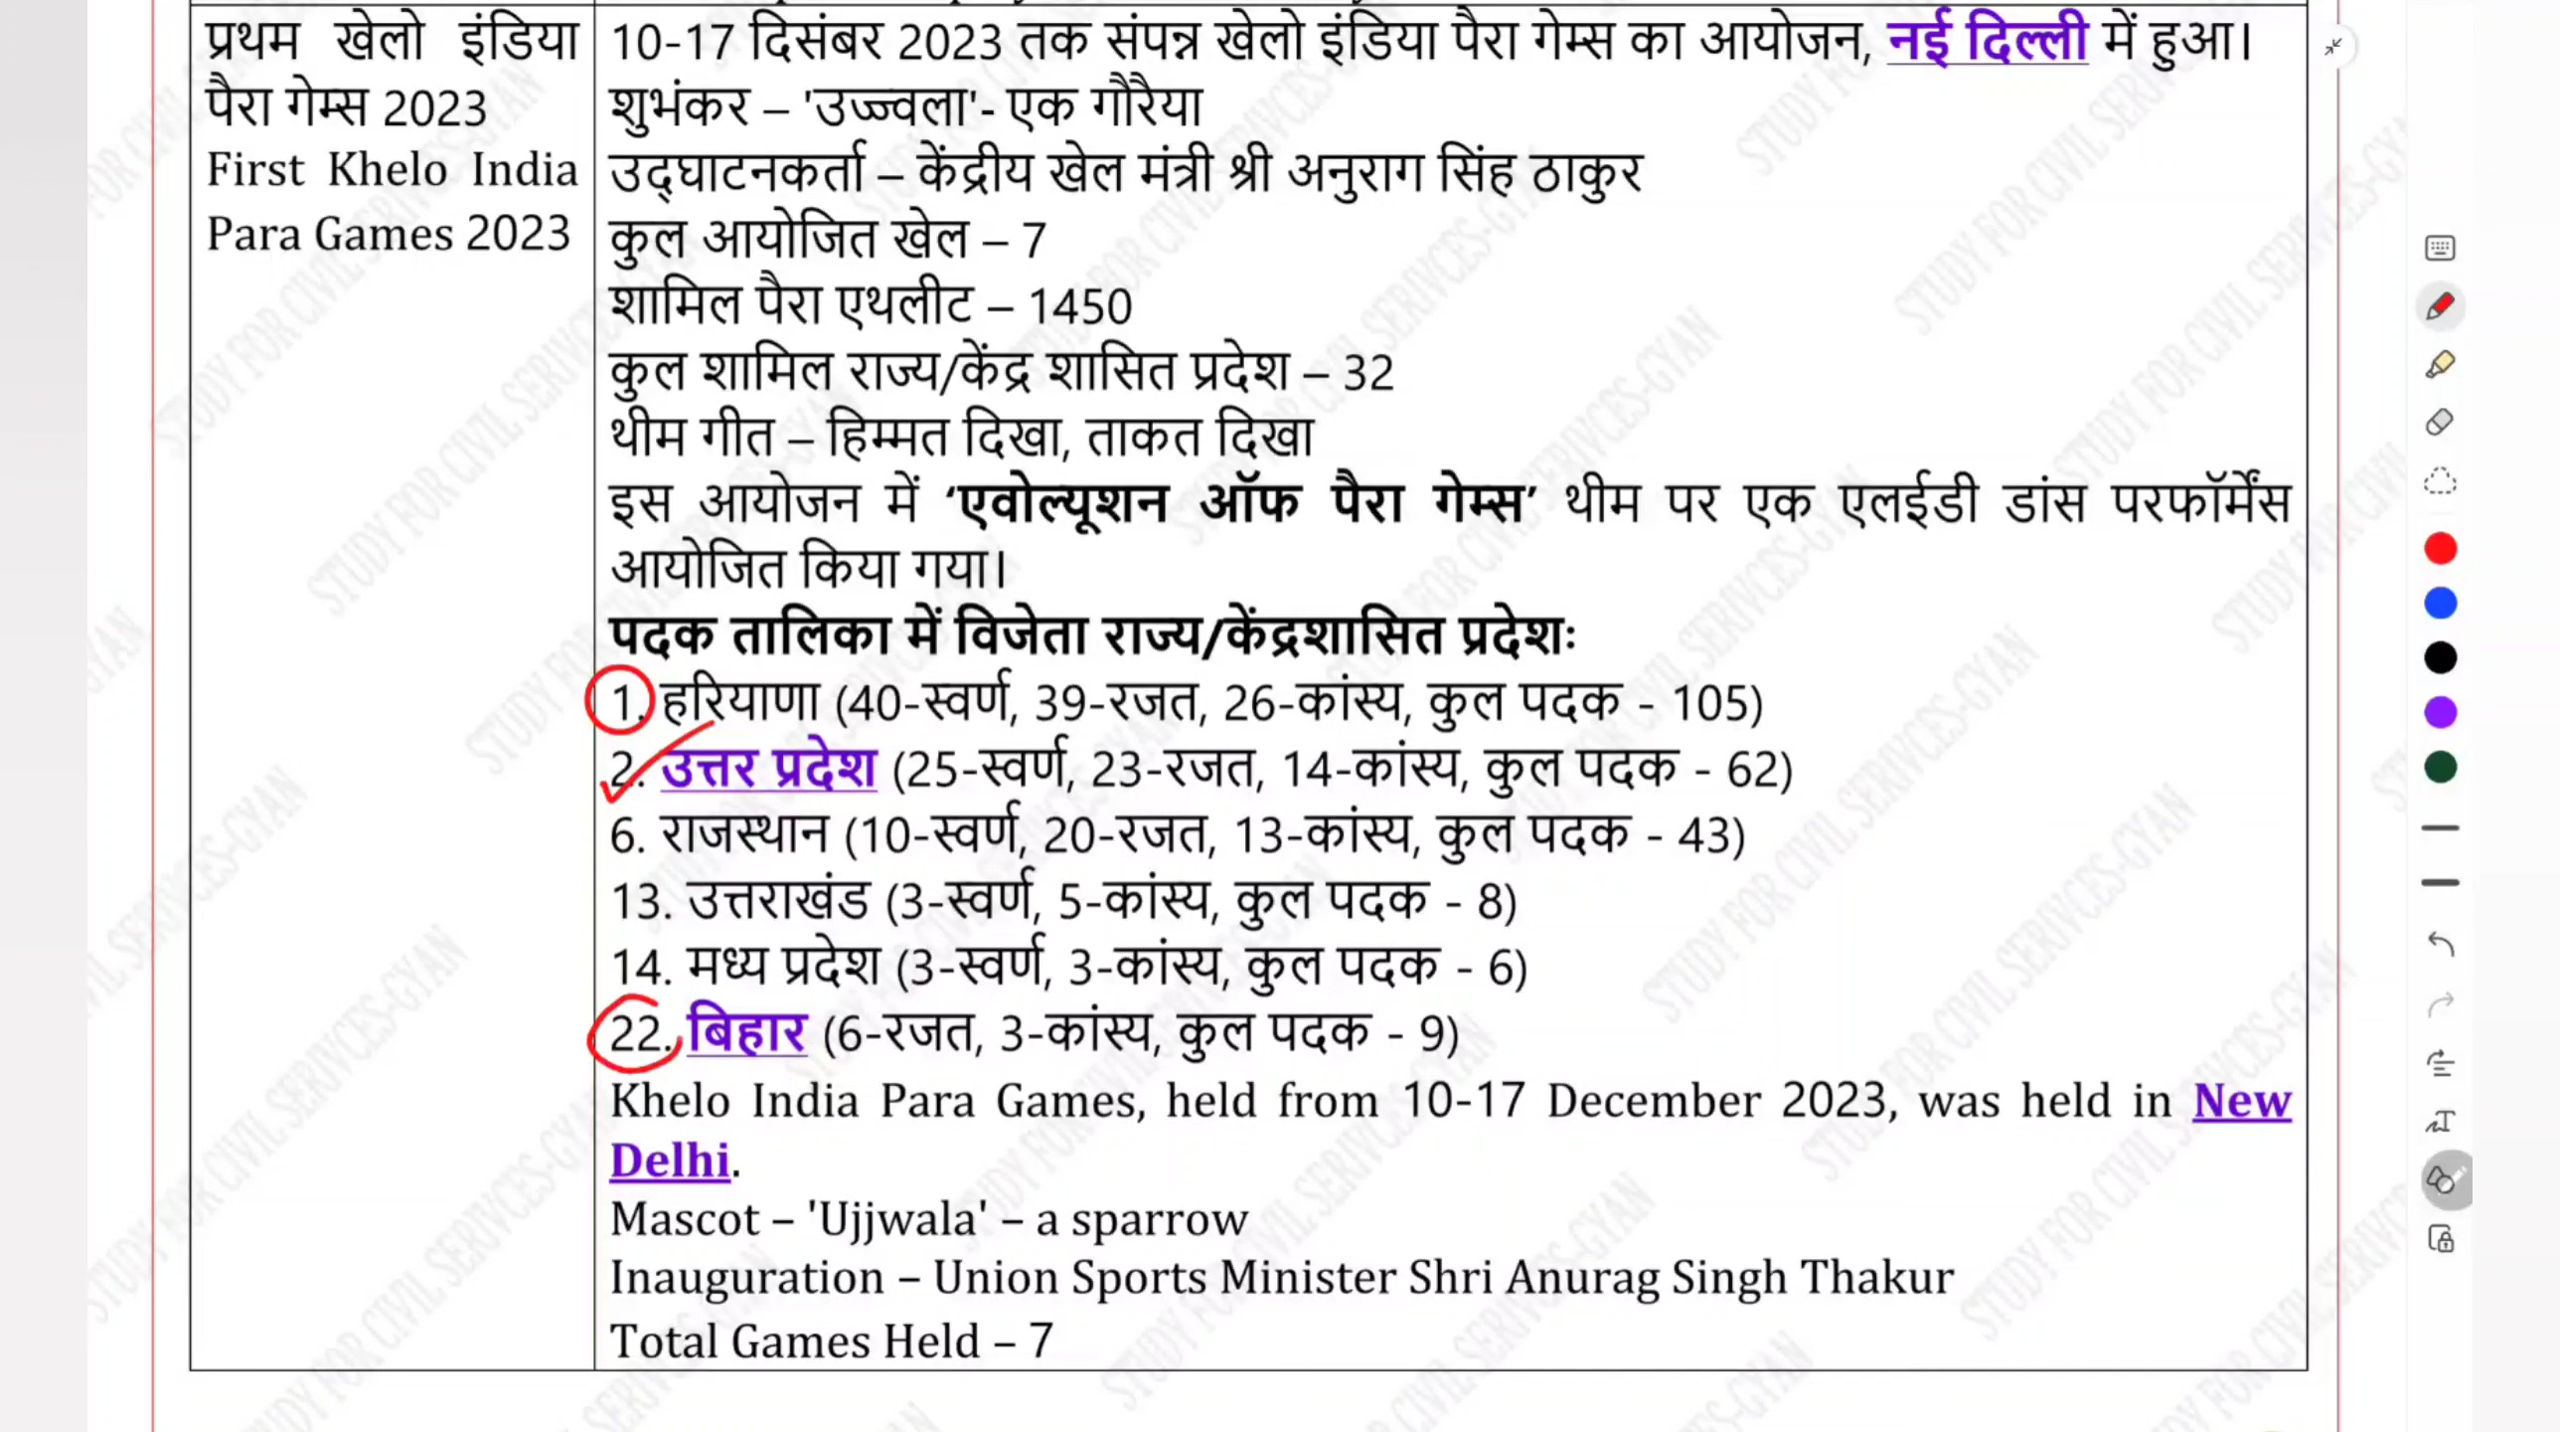 प्रथम खेलो इंडिया
पैरा गेम्स 2023
First Khelo India
Para Games 2023
10-17 दिसंबर 2023 तक संपन्न खेलो इंडिया पैरा गेम्स का आयोजन, नई दिल्ली में हुआ।
शुभंकर – 'उज्ज्वला'- एक गौरैया
उद्घाटनकर्ता – केंद्रीय खेल मंत्री श्री अनुराग सिंह ठाकुर
कुल आयोजित खेल – 7
शामिल पैरा एथलीट – 1450
कुल शामिल राज्य/केंद्र शासित प्रदेश – 32
थीम गीत – हिम्मत दिखा, ताकत दिखा
इस आयोजन में ‘एवोल्यूशन ऑफ पैरा गेम्स’ थीम पर एक एलईडी डांस परफॉर्मेंस
आयोजित किया गया।
पदक तालिका में विजेता राज्य/केंद्रशासित प्रदेशः
1. हरियाणा (40-स्वर्ण, 39-रजत, 26-कांस्य, कुल पदक - 105)
2. उत्तर प्रदेश (25-स्वर्ण, 23-रजत, 14-कांस्य, कुल पदक - 62)
6. राजस्थान (10-स्वर्ण, 20-रजत, 13-कांस्य, कुल पदक - 43)
13. उत्तराखंड (3-स्वर्ण, 5-कांस्य, कुल पदक - 8)
14. मध्य प्रदेश (3-स्वर्ण, 3-कांस्य, कुल पदक - 6)
22. बिहार (6-रजत, 3-कांस्य, कुल पदक - 9)
Khelo India Para Games, held from 10-17 December 2023, was held in New
Delhi.
Mascot – 'Ujjwala' – a sparrow
Inauguration – Union Sports Minister Shri Anurag Singh Thakur
Total Games Held – 7
STUDY FOR CIVIL SERIVCES-GYAN